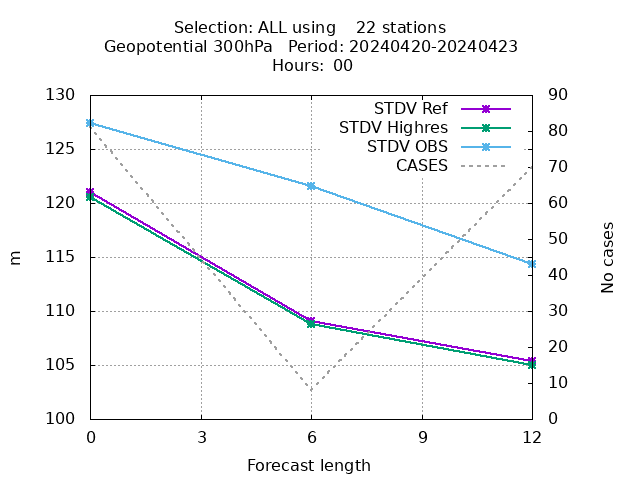 Selection: ALL using    22 stations
Geopotential 300hPa   Period: 20240420-20240423
Hours:  00
130
125
120
115
110
105
100
m
90
80
70
60
50
40
30
20
10
0
No cases
STDV Ref
STDV Highres
STDV OBS
CASES
0 3 6 9 12
Forecast length